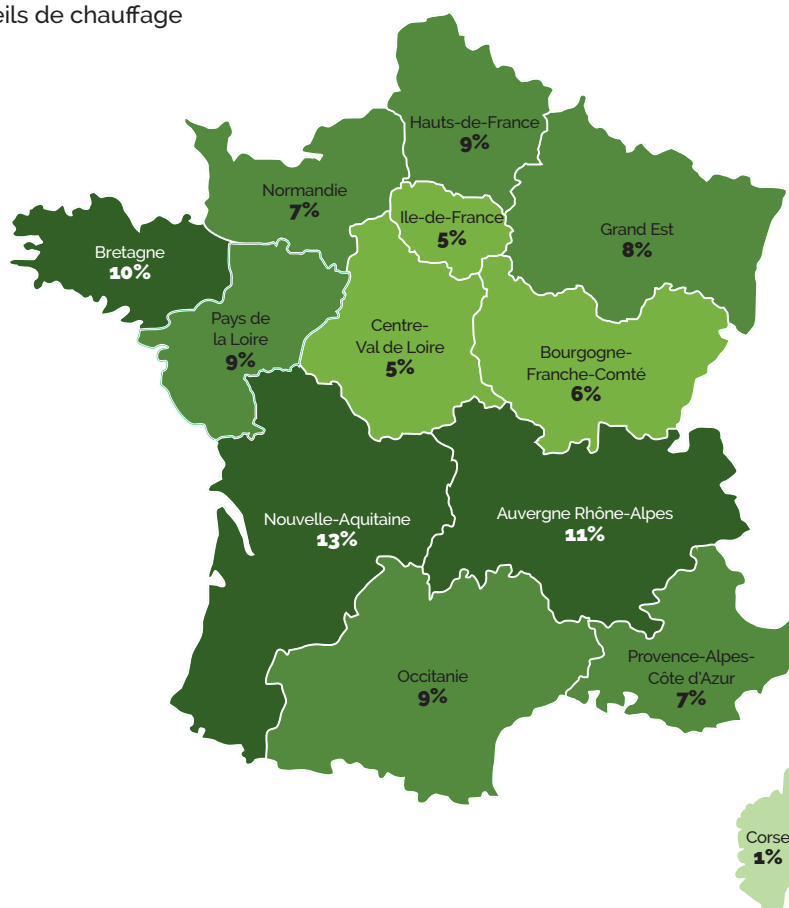 eils de chauffage
Hauts-de-France
9%
Normandie
7%
Ile-de-France
5%
Grand Est
8%
Bretagne
10%
Pays de
la Loire
9%
Centre-
Val de Loire
5%
Bourgogne-
Franche-Comté
6%
Nouvelle-Aquitaine
13%
Auvergne Rhône-Alpes
11%
Occitanie
9%
Provence-Alpes-
Côte d'Azur
7%
Corse
1%